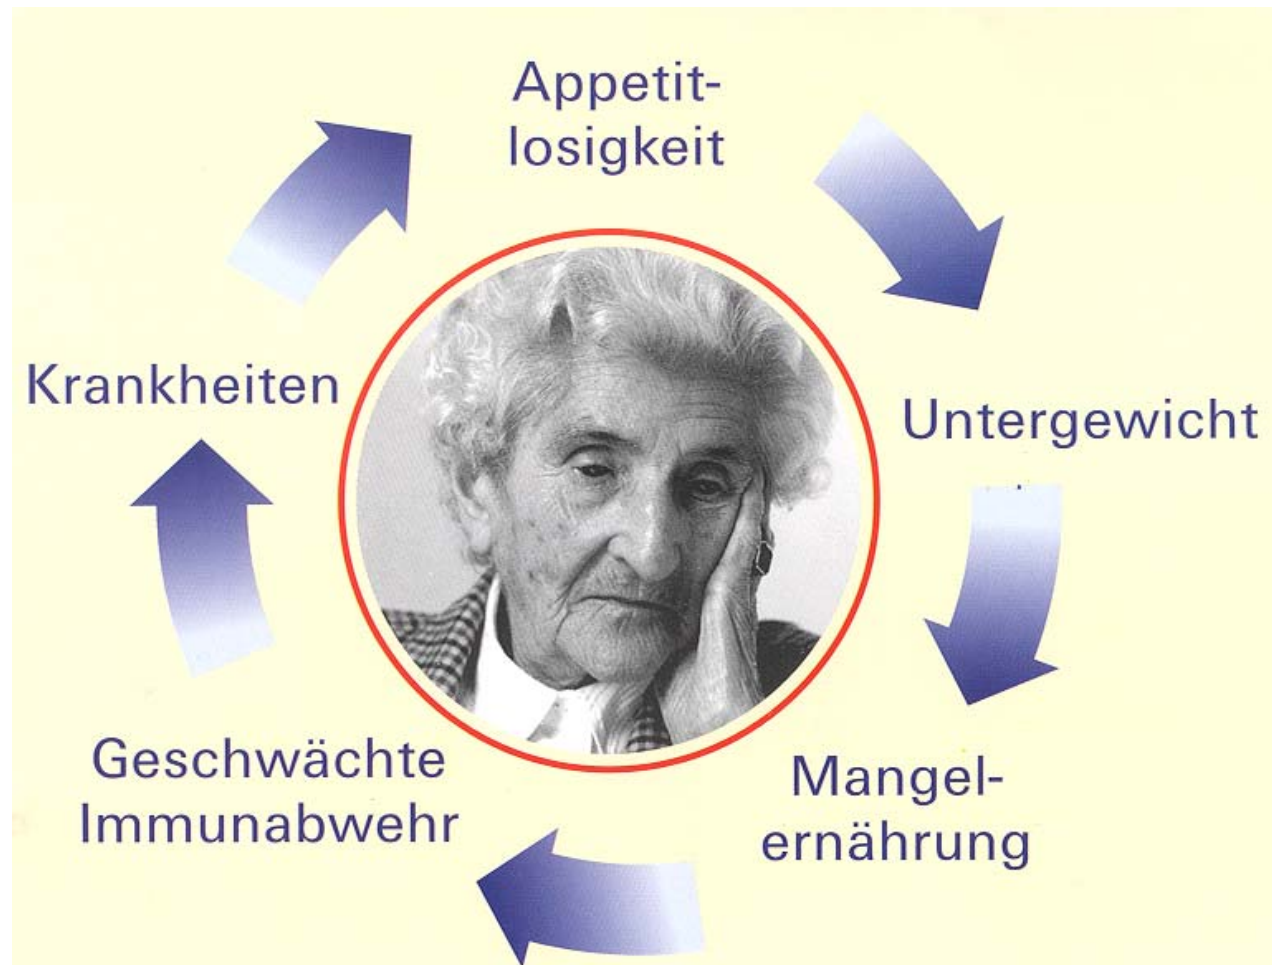 Appetit-
losigkeit
Untergewicht
Mangel-
ernährung
Geschwächte
Immunabwehr
Krankheiten